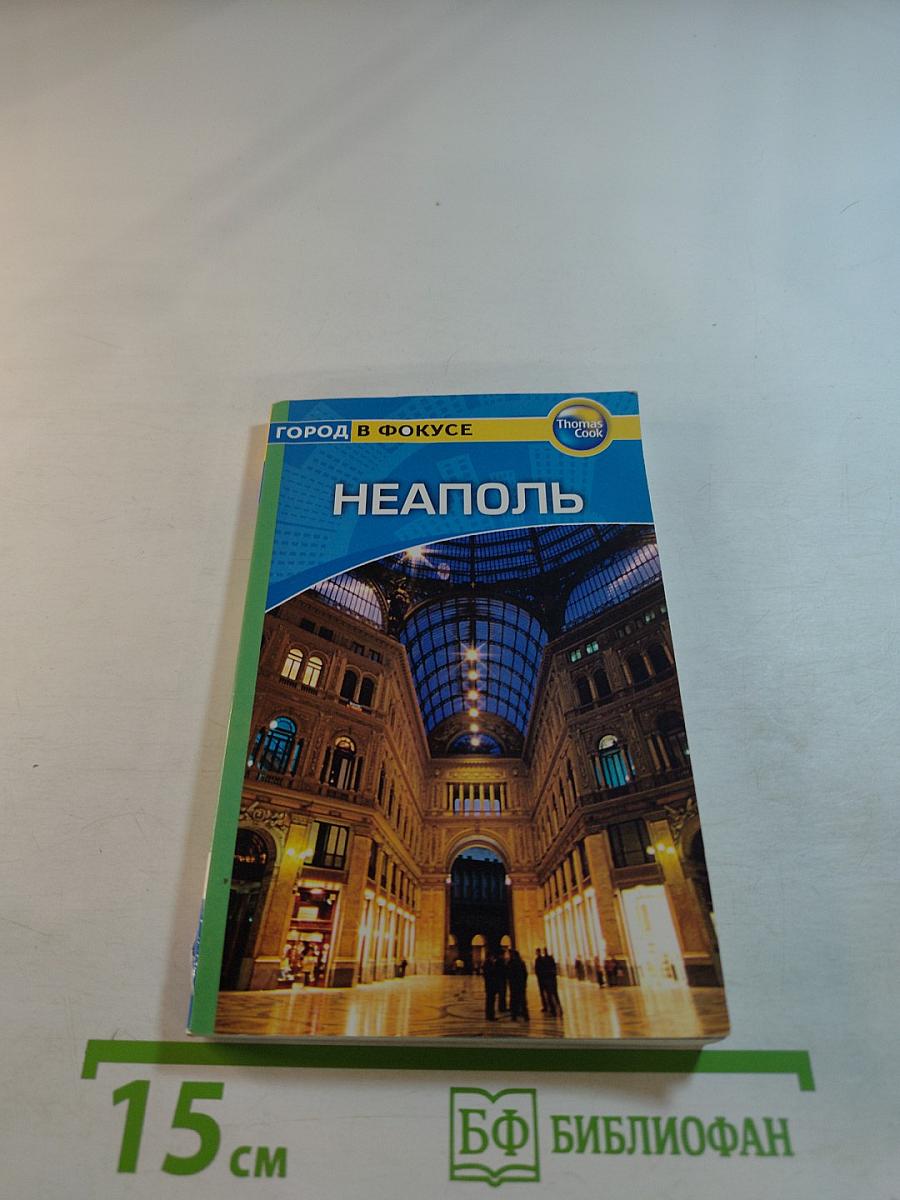 ГОРОД В ФОКУСЕ
Thomas
Cook
НЕАПОЛЬ
15 см
БФ БИБЛИОФАН